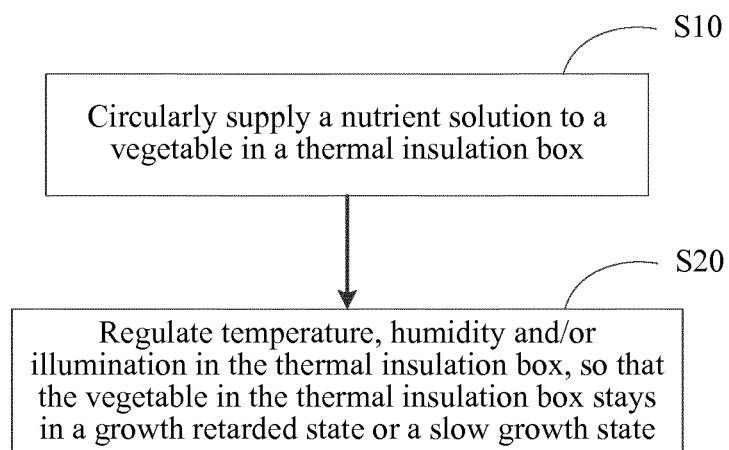 S10
Circularly supply a nutrient solution to a
vegetable in a thermal insulation box
S20
Regulate temperature, humidity and/or
illumination in the thermal insulation box, so that
the vegetable in the thermal insulation box stays
in a growth retarded state or a slow growth state